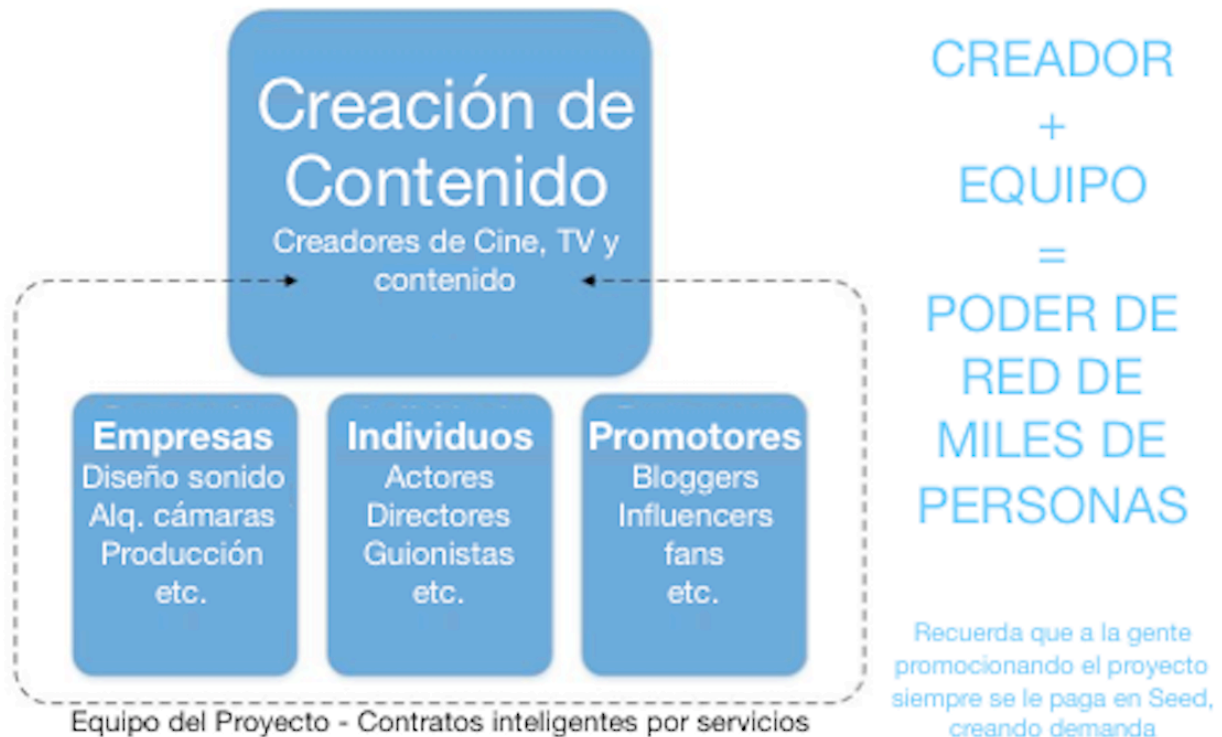 Creación de
Contenido
Creadores de Cine, TV y
contenido
Empresas
Diseño sonido
Alq. cámaras
Producción
etc.
Individuos
Actores
Directores
Guionistas
etc.
Promotores
Bloggers
Influencers
fans
etc.
Equipo del Proyecto - Contratos inteligentes por servicios
CREADOR
+
EQUIPO
=
PODER DE
RED DE
MILES DE
PERSONAS
Recuerda que a la gente
promocionando el proyecto
siempre se le paga en Seed,
creando demanda